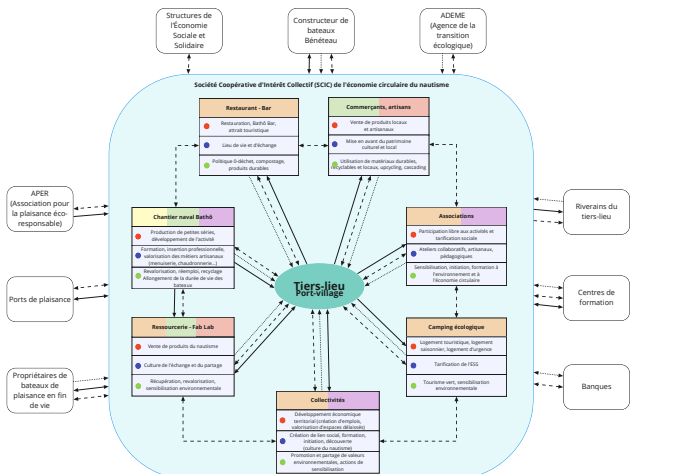 Structures de
l'Économie
Sociale et
Solidaire
Constructeur de
bateaux
Bénéteau
ADEME
(Agence de la
transition
écologique)
Société Coopérative d'Intérêt Collectif (SCIC) de l'économie circulaire du nautisme
Restaurant - Bar
Restauration, Bathô Bar,
attrait touristique
Lieu de vie et d'échange
Politique 0-déchet, compostage,
produits durables
Commerçants, artisans
Vente de produits locaux
et artisanaux
Mise en avant du patrimoine
culturel et local
Utilisation de matériaux durables,
recyclables et locaux, upcycling, cascading
APER
(Association pour
la plaisance éco-
responsable)
Chantier naval Bathô
Production de petites séries,
développement de l'activité
Formation, insertion professionnelle,
valorisation des métiers artisanaux
(menuiserie, chaudronnerie...)
Revalorisation, réemploi, recyclage
Allongement de la durée de vie des
bateaux
Associations
Participation libre aux activités et
tarification sociale
Ateliers collaboratifs, artisanaux,
pédagogiques
Sensibilisation, initiation, formation à
l'environnement et à
l'économie circulaire
Riverains du
tiers-lieu
Tiers-lieu
Port-village
Ports de plaisance
Centres de
formation
Ressourcerie - Fab Lab
Vente de produits du nautisme
Culture de l'échange et du partage
Récupération, revalorisation,
sensibilisation environnementale
Camping écologique
Logement touristique, logement
saisonnier, logement d'urgence
Tarification de l'ESS
Tourisme vert, sensibilisation
environnementale
Propriétaires de
bateaux de
plaisance en fin
de vie
Banques
Collectivités
Développement économique
territorial (création d'emplois,
valorisation d'espaces délaissés)
Création de lien social, formation,
initiation, découverte
(culture du nautisme)
Promotion et partage de valeurs
environnementales, actions de
sensibilisation